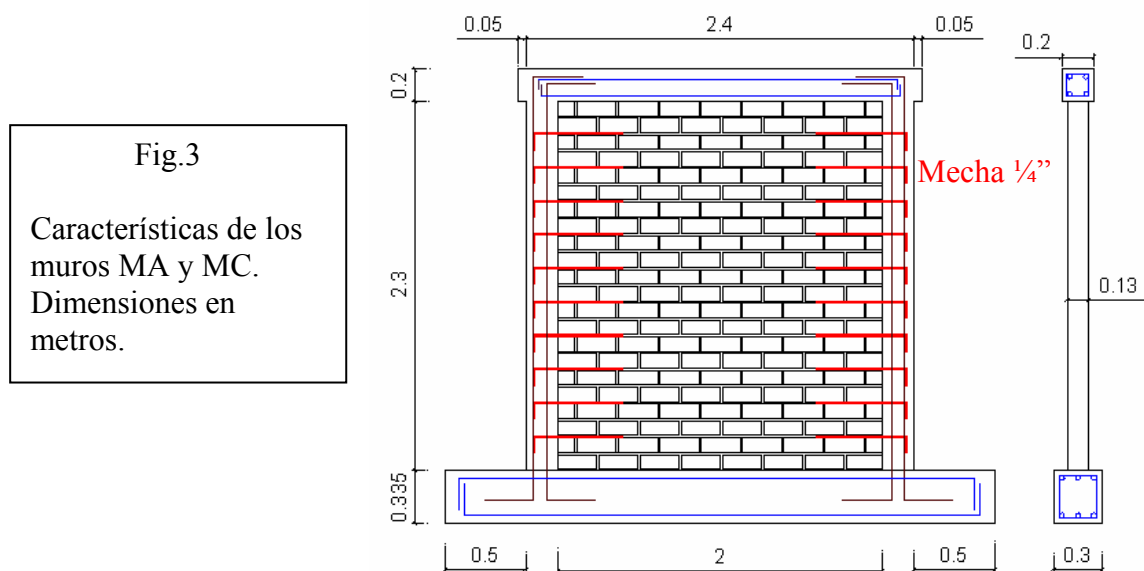 0.05
2.4
0.05
0.2
0.2
Fig.3
Características de los
muros MA y MC.
Dimensiones en
metros.
Mecha ¼”
2.3
0.13
0.335
0.5
2
0.5
0.3